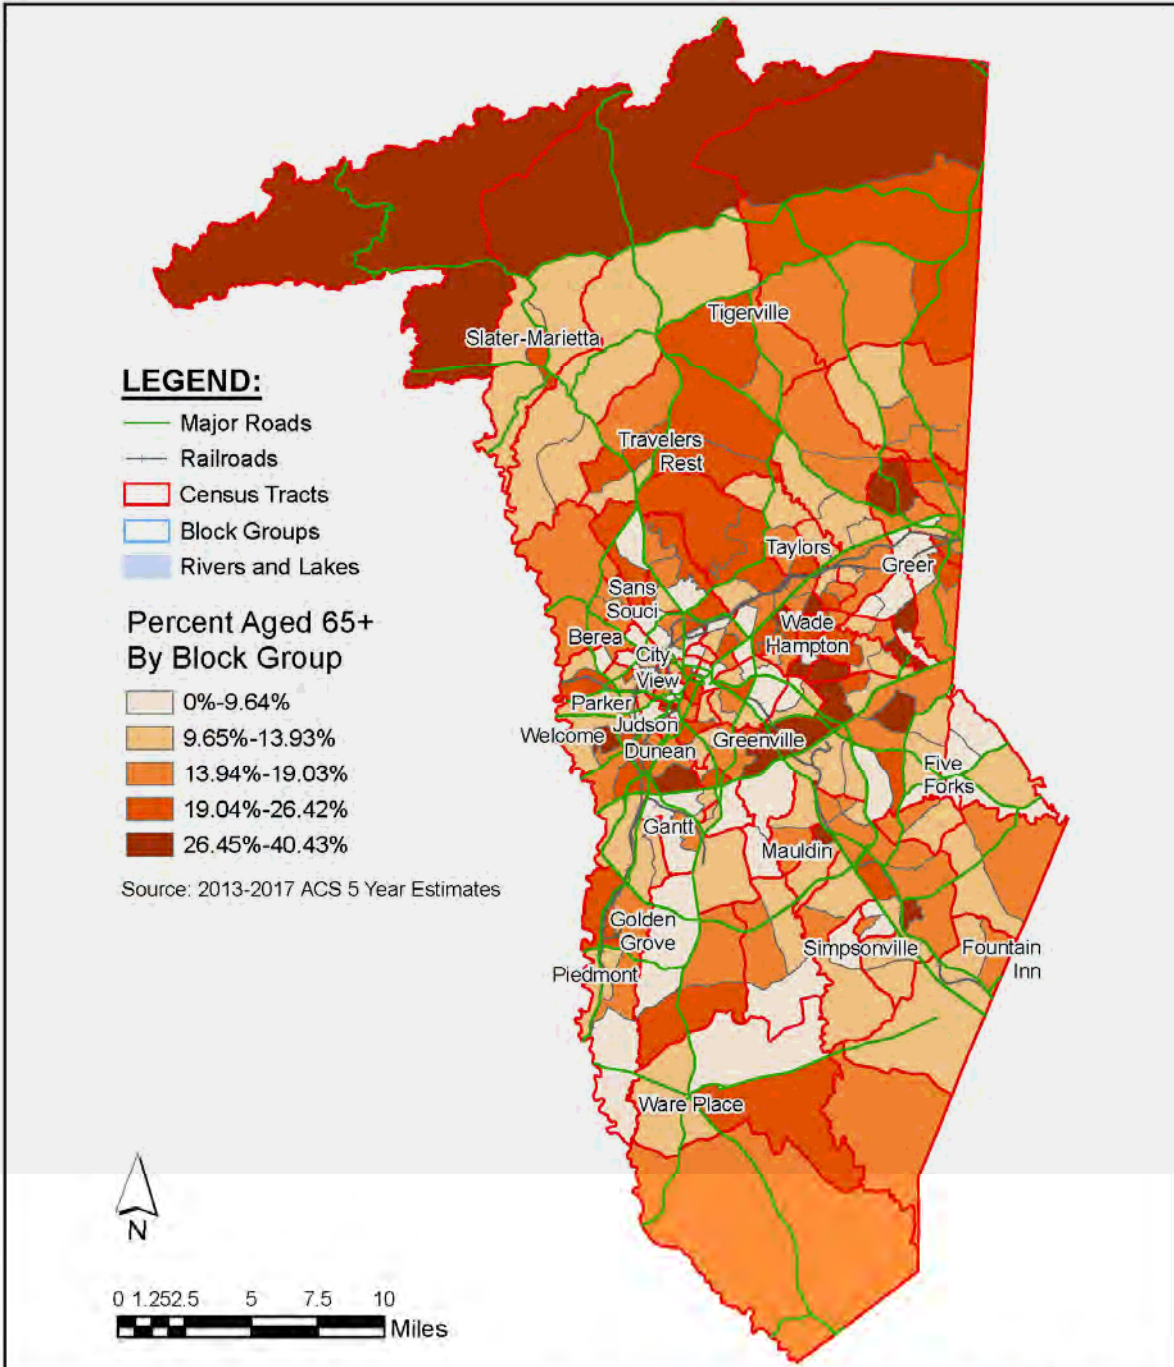 Tigerville
Slater-Marietta
LEGEND:
Major Roads
Railroads
Census Tracts
Block Groups
Rivers and Lakes
Percent Aged 65+
By Block Group
0%-9.64%
9.65%-13.93%
13.94%-19.03%
19.04%-26.42%
26.45%-40.43%
Source: 2013-2017 ACS 5 Year Estimates
Travelers
Rest
Taylors
Greer
Sans
Souci
Wade
Hampton
Berea
City
View
Parker
Judson
Welcome
Dunean
Greenville
Five
Forks
Gantt
Mauldin
Golden
Grove
Simpsonville
Fountain
Inn
Piedmont
Ware Place
N
0 1.252.5 5 7.5 10
Miles